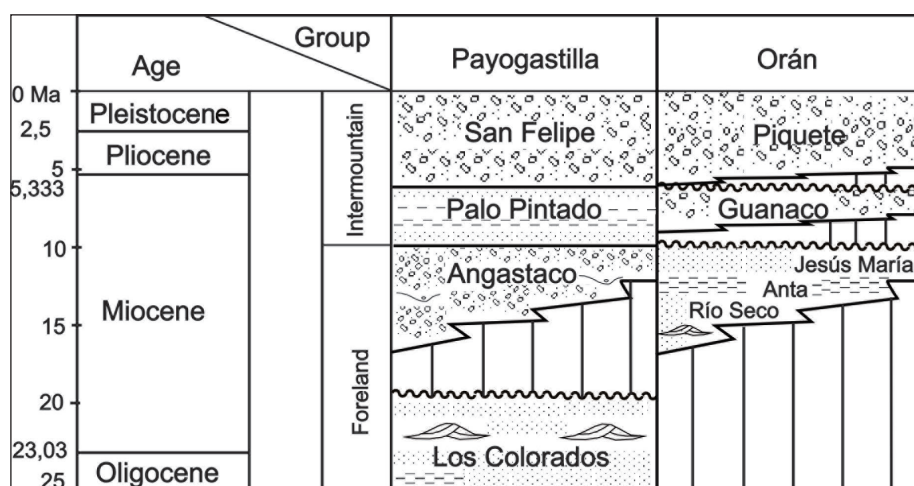 Group
Age
Payogastilla
Orán
0 Ma
Pleistocene
2,5
Pliocene
5
5,333
10
Miocene
15
20
23,03
Oligocene
25
Intermountain
Foreland
San Felipe
Palo Pintado
Angastaco
Los Colorados
Piquete
Guanaco
Jesús María
Anta
Río Seco